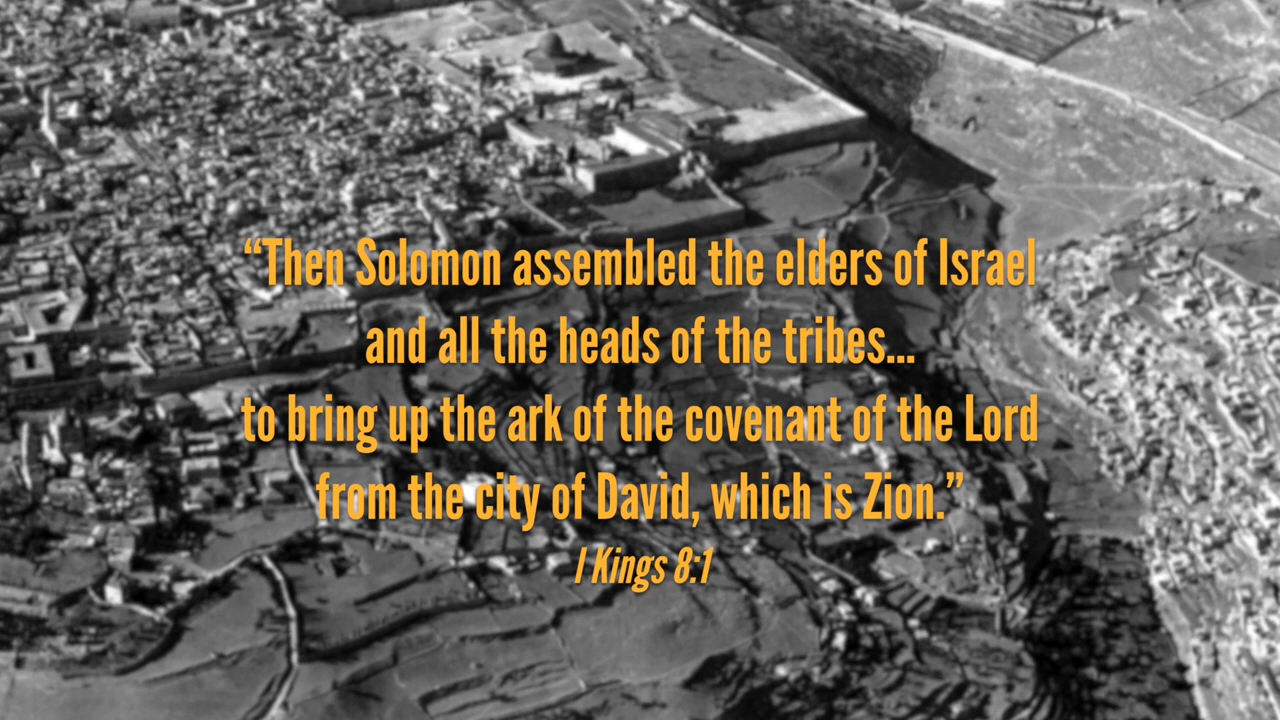 “Then Solomon assembled the elders of Israel
and all the heads of the tribes...
to bring up the ark of the covenant of the Lord
from the city of David, which is Zion.”
I Kings 8:1